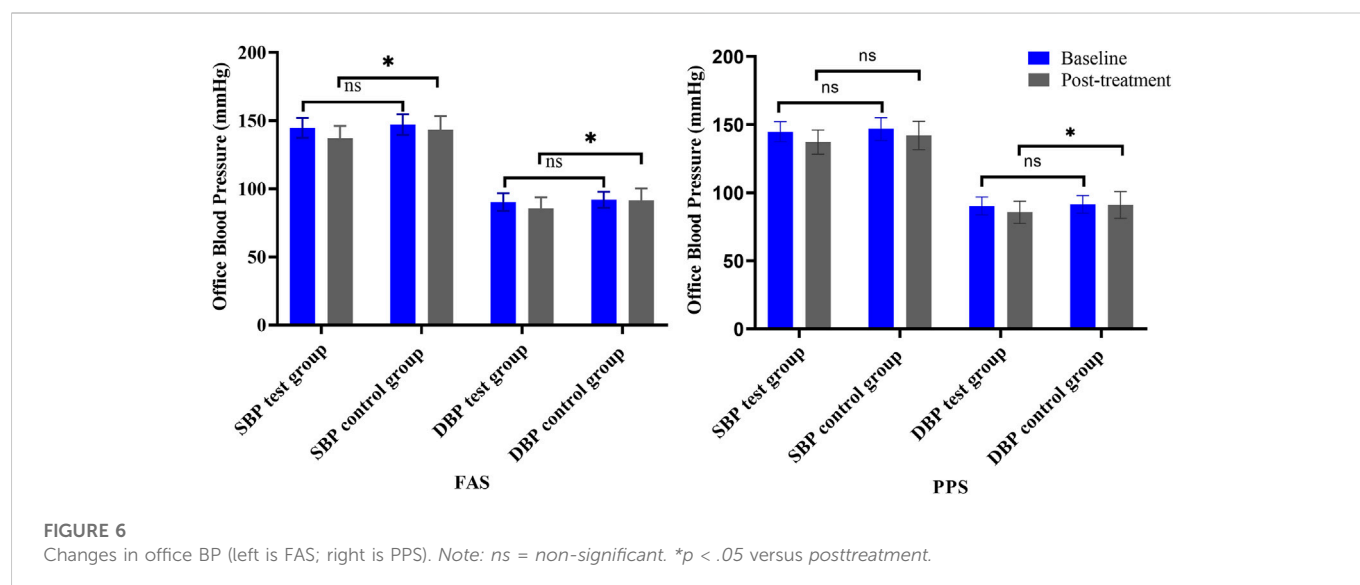 200
150
100
50
0
Office Blood Pressure (mmHg)
*
ns
*
ns
SBP test group
SBP control group
DBP test group
DBP control group
FAS
200
150
100
50
0
Office Blood Pressure (mmHg)
ns
ns
*
ns
Baseline
Post-treatment
SBP test group
SBP control group
DBP test group
DBP control group
PPS
FIGURE 6
Changes in office BP (left is FAS; right is PPS). Note: ns = non-significant. *p < .05 versus posttreatment.